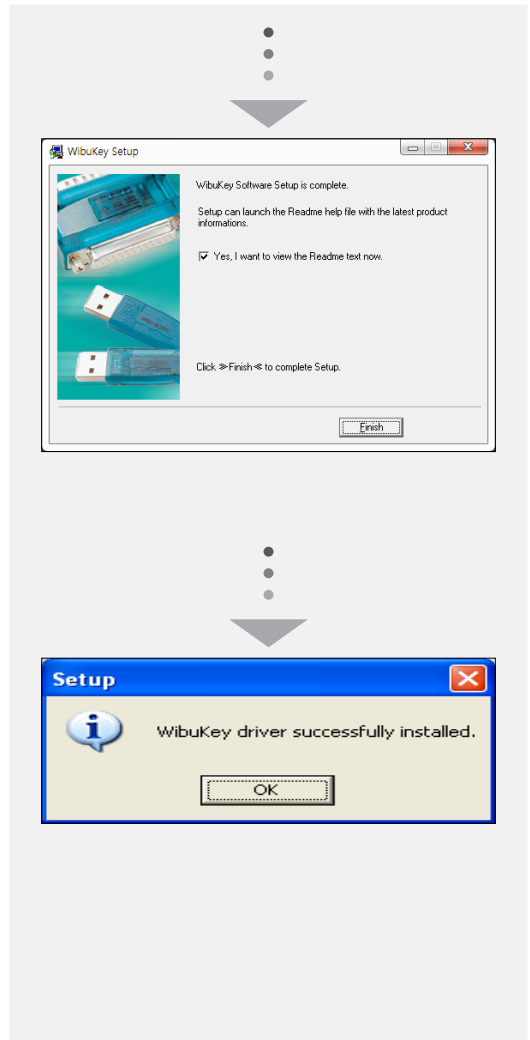 WibuKey Setup
WibuKey Software Setup is complete.
Setup can launch the Readme help file with the latest product
informations.
Yes, I want to view the Readme text now.
Click ≫Finish≪ to complete Setup.
Finish
Setup
WibuKey driver successfully installed.
OK